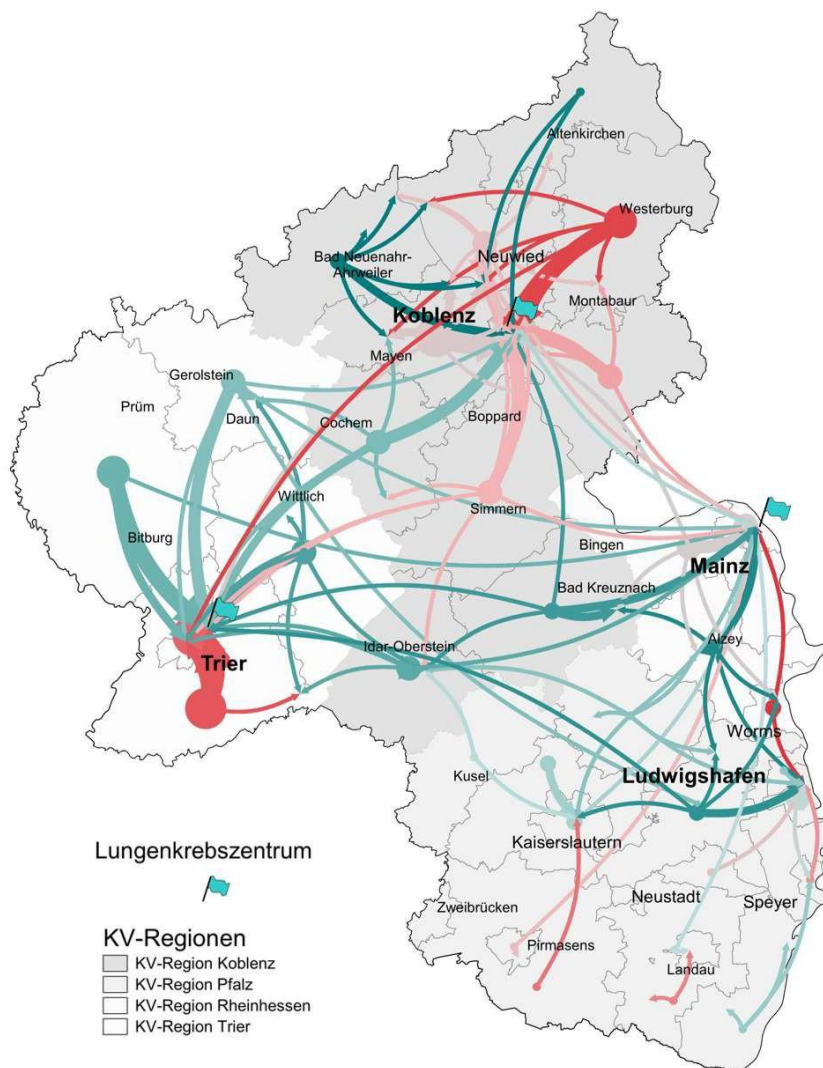 Altenkirchen
Westerburg
Bad Neuenahr-
Ahrweiler
Neuwied
Montabaur
Koblenz
Mayen
Gerolstein
Prüm
Daun
Cochem
Boppard
Wittlich
Simmern
Bitburg
Bingen
Mainz
Bad Kreuznach
Trier
Idar-Oberstein
Alzey
Worms
Kusel
Ludwigshafen
Kaiserslautern
Neustadt
Speyer
Zweibrücken
Pirmasens
Landau
Lungenkrebszentrum
KV-Regionen
KV-Region Koblenz
KV-Region Pfalz
KV-Region Rheinhessen
KV-Region Trier